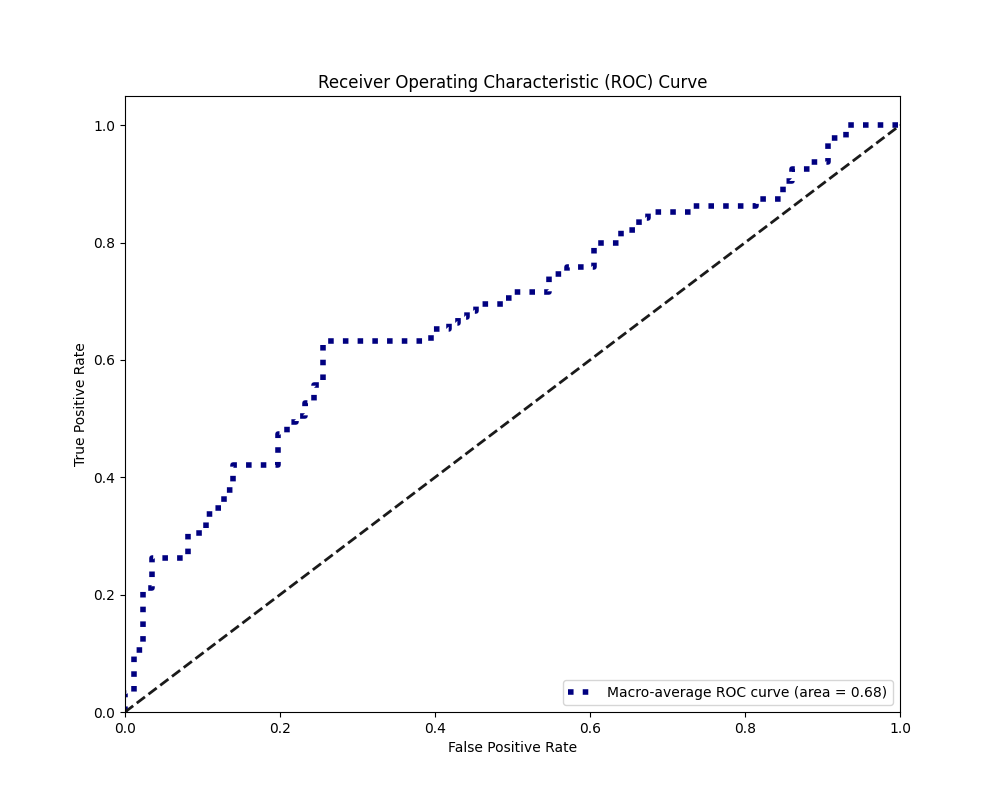 Receiver Operating Characteristic (ROC) Curve
1.0
0.8
0.6
0.4
0.2
0.0
True Positive Rate
Macro-average ROC curve (area = 0.68)
0.0 0.2 0.4 0.6 0.8 1.0
False Positive Rate